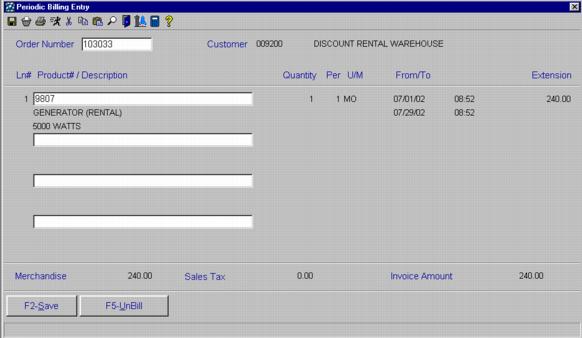 Periodic Billing Entry
Order Number 103033 Customer 009200 DISCOUNT RENTAL WAREHOUSE
Ln# Product# / Description Quantity Per U/M From/To Extension
1 9807 1 1 MO 07/01/02 08:52 240.00
GENERATOR (RENTAL) 07/29/02 08:52
5000 WATTS
Merchandise 240.00 Sales Tax 0.00 Invoice Amount 240.00
F2-Save F5-UnBill